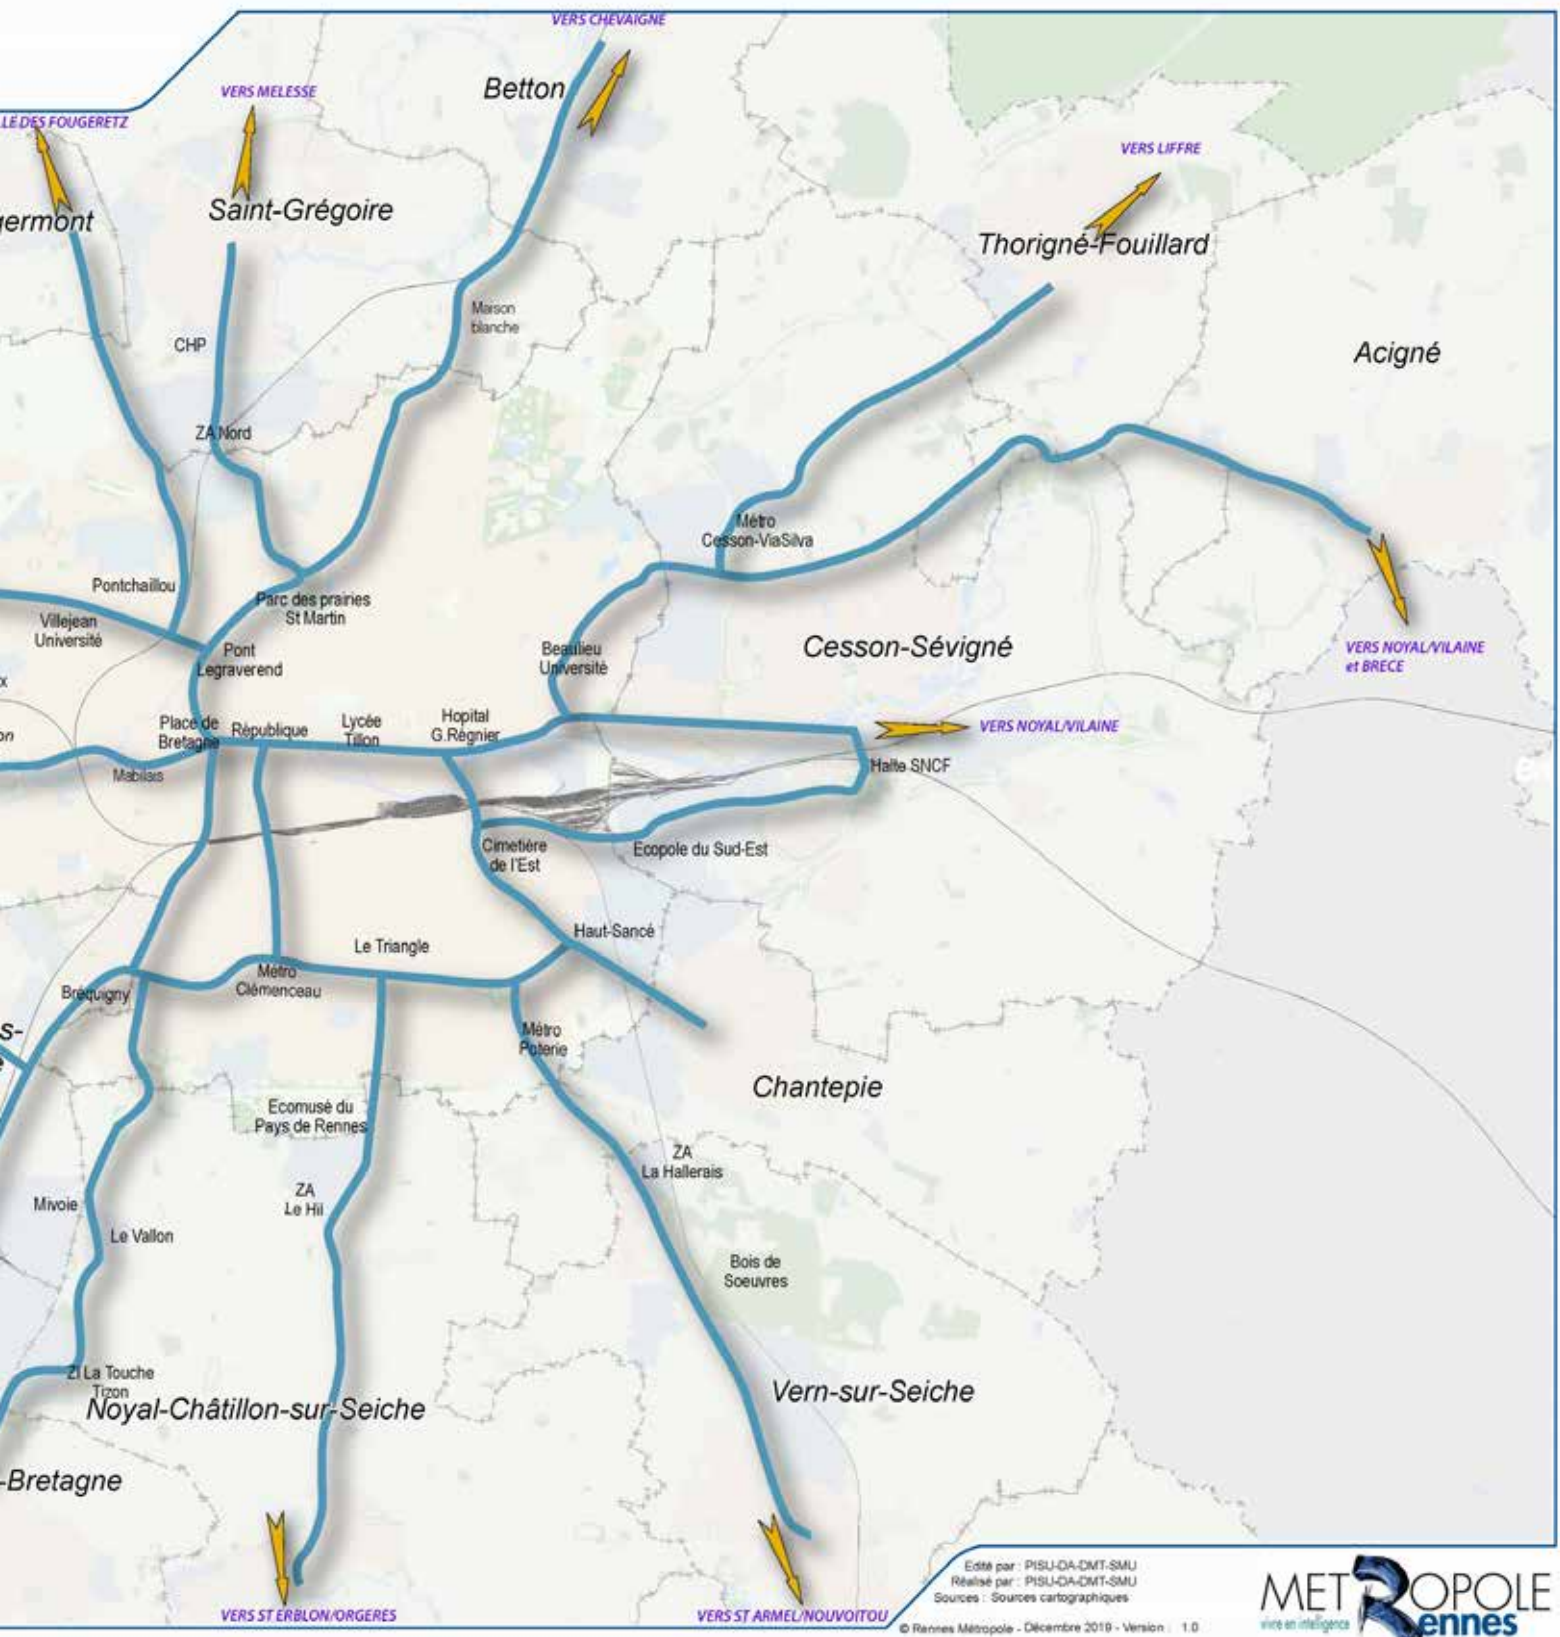 VERS CHEVAIGNE
Betton
VERS MELESSE
LE DES FOUGERETZ
VERS LIFFRE
germont
Saint-Grégoire
Thorigné-Fouillard
Maison
blanche
CHP
Acigné
ZA Nord
Métro
Cesson-ViaSilva
Pontchaillou
Parc des prairies
St Martin
Villejean
Université
Pont
Legraverend
Beaulieu
Université
Cesson-Sévigné
VERS NOYAL/VILAINE
et BRECE
x
on
Place de
Bretagne
République
Lycée
Tillon
Hopital
G.Régnier
VERS NOYAL/VILAINE
Mabilais
Halte SNCF
Cimetière
de l'Est
Ecopole du Sud-Est
Haut-Sancé
Le Triangle
Métro
Clémenceau
Bréquigny
s-
Métro
Poterie
Chantepie
Ecomusé du
Pays de Rennes
ZA
La Hallerais
ZA
Le Hil
Mivoie
Le Vallon
Bois de
Soeuvres
ZI La Touche
Tizon
Noyal-Châtillon-sur-Seiche
Vern-sur-Seiche
-Bretagne
VERS ST ERBLON/ORGERES
VERS ST ARMEL/NOUVOITOU
Edité par : PISU-DA-DMT-SMU
Réalisé par : PISU-DA-DMT-SMU
Sources : Sources cartographiques
© Rennes Métropole - Décembre 2019 - Version : 1.0
METROPOLE
Rennes
vivre en intelligence